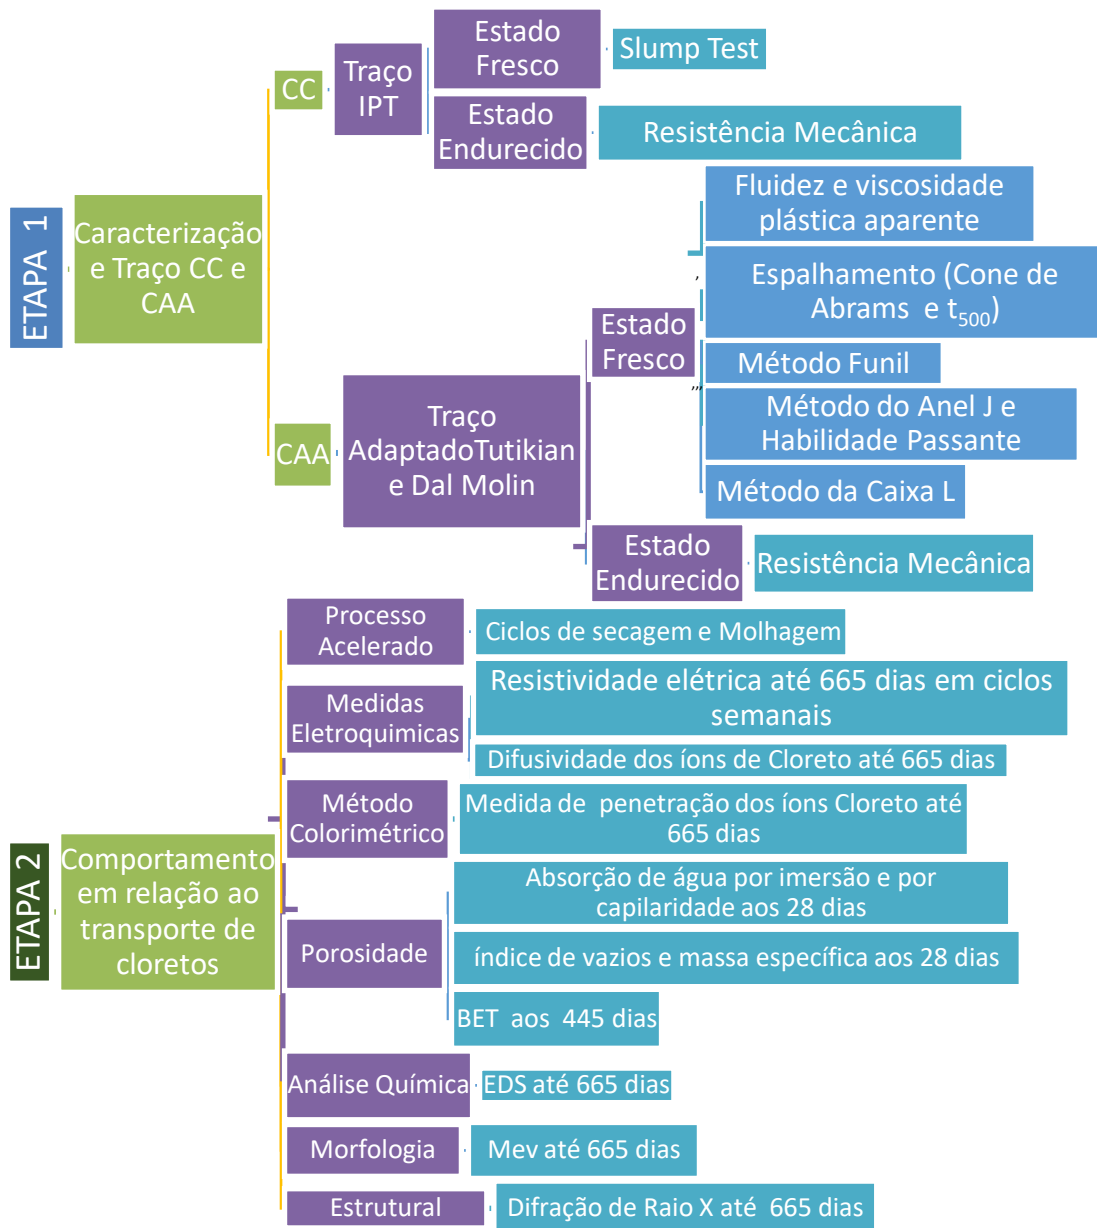 ETAPA 1
Caracterização
e Traço CC e
CAA
CC
Traço
IPT
Estado
Fresco
Slump Test
Estado
Endurecido
Resistência Mecânica
CAA
Traço
AdaptadoTutikian
e Dal Molin
Estado
Fresco
Fluidez e viscosidade
plástica aparente
Espalhamento (Cone de
Abrams e t500)
Método Funil
Método do Anel J e
Habilidade Passante
Método da Caixa L
Estado
Endurecido
Resistência Mecânica
ETAPA 2
Comportamento
em relação ao
transporte de
cloretos
Processo
Acelerado
Ciclos de secagem e Molhagem
Medidas
Eletroquimicas
Resistividade elétrica até 665 dias em ciclos
semanais
Difusividade dos íons de Cloreto até 665 dias
Método
Colorimétrico
Medida de penetração dos íons Cloreto até
665 dias
Porosidade
Absorção de água por imersão e por
capilaridade aos 28 dias
índice de vazios e massa específica aos 28 dias
BET aos 445 dias
Análise Química
EDS até 665 dias
Morfologia
Mev até 665 dias
Estrutural
Difração de Raio X até 665 dias